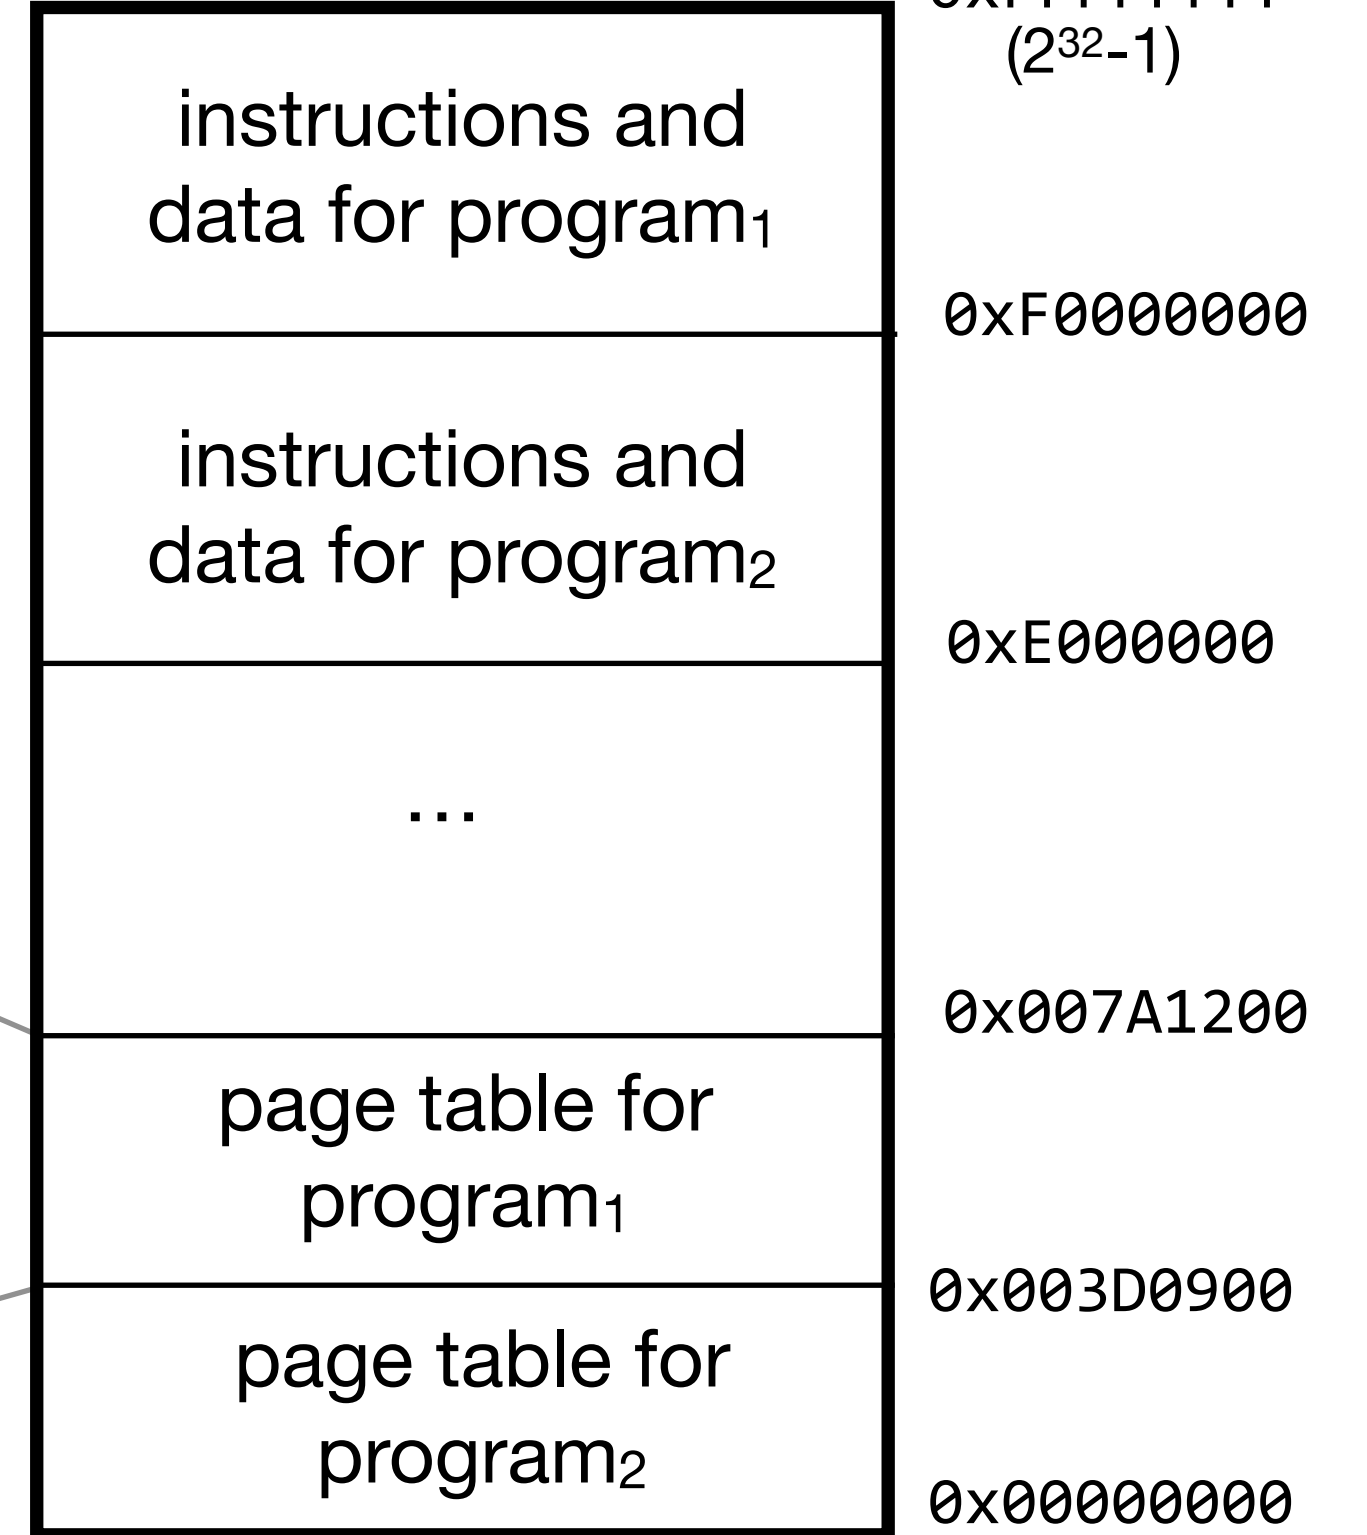 (2³²-1)
instructions and
data for program₁
0xF0000000
instructions and
data for program₂
0xE000000
...
0x007A1200
page table for
program₁
0x003D0900
page table for
program₂
0x00000000